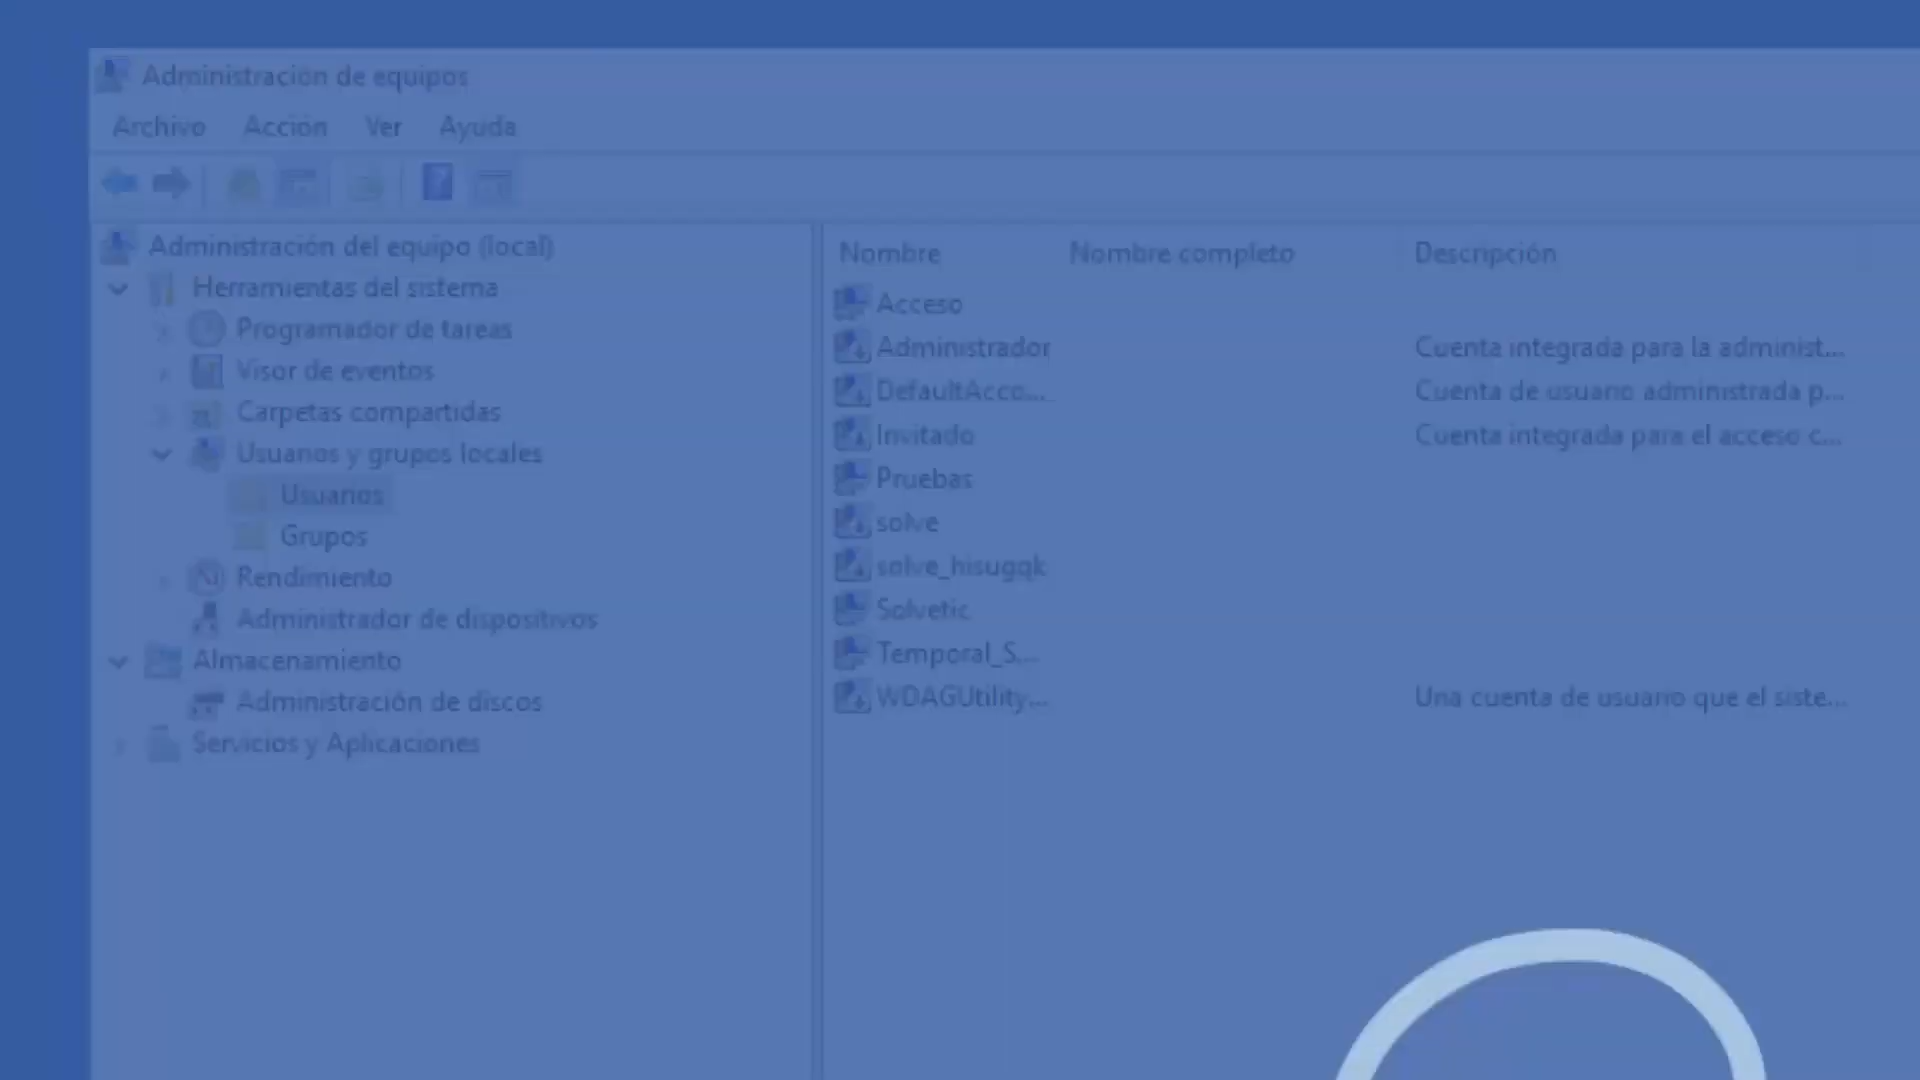 Administración de equipos
Archivo Acción Ver Ayuda
Administración del equipo (local)
Herramientas del sistema
Programador de tareas
Visor de eventos
Carpetas compartidas
Usuarios y grupos locales
Usuarios
Grupos
Rendimiento
Administrador de dispositivos
Almacenamiento
Administración de discos
Servicios y Aplicaciones
Nombre Nombre completo Descripción
Acceso
Administrador Cuenta integrada para la administ...
DefaultAcco... Cuenta de usuario administrada p...
Invitado Cuenta integrada para el acceso c...
Pruebas
solve
solve_hisugqk
Solvetic
Temporal_S...
WDAGUtility... Una cuenta de usuario que el siste...